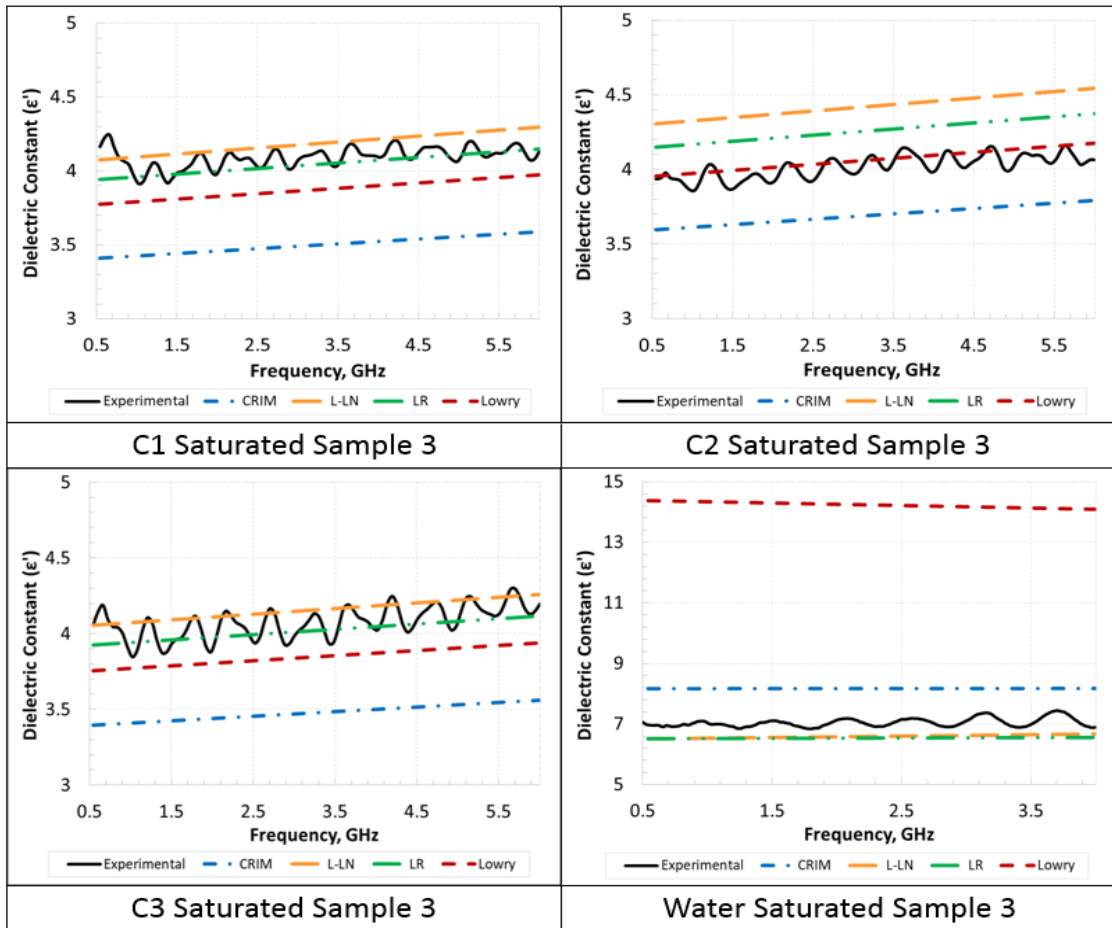 5
4.5
4
3.5
3
Dielectric Constant (ε')
0.5 1.5 2.5 3.5 4.5 5.5
Frequency, GHz
Experimental CRIM L-LN LR Lowry
C1 Saturated Sample 3
5
4.5
4
3.5
3
Dielectric Constant (ε')
0.5 1.5 2.5 3.5 4.5 5.5
Frequency, GHz
Experimental CRIM L-LN LR Lowry
C2 Saturated Sample 3
5
4.5
4
3.5
3
Dielectric Constant (ε')
0.5 1.5 2.5 3.5 4.5 5.5
Frequency, GHz
Experimental CRIM L-LN LR Lowry
C3 Saturated Sample 3
15
13
11
9
7
5
Dielectric Constant (ε')
0.5 1.5 2.5 3.5
Frequency, GHz
Experimental CRIM L-LN LR Lowry
Water Saturated Sample 3